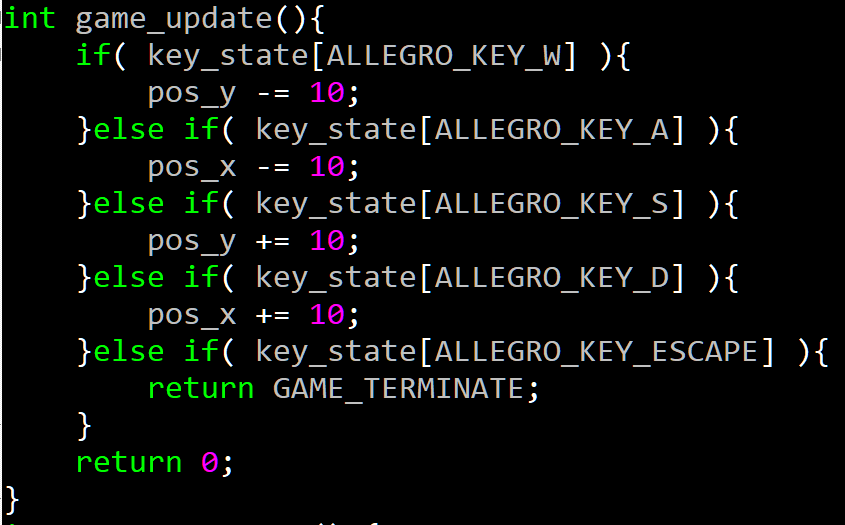 int game_update(){
    if( key_state[ALLEGRO_KEY_W] ){
        pos_y -= 10;
    }else if( key_state[ALLEGRO_KEY_A] ){
        pos_x -= 10;
    }else if( key_state[ALLEGRO_KEY_S] ){
        pos_y += 10;
    }else if( key_state[ALLEGRO_KEY_D] ){
        pos_x += 10;
    }else if( key_state[ALLEGRO_KEY_ESCAPE] ){
        return GAME_TERMINATE;
    }
    return 0;
}